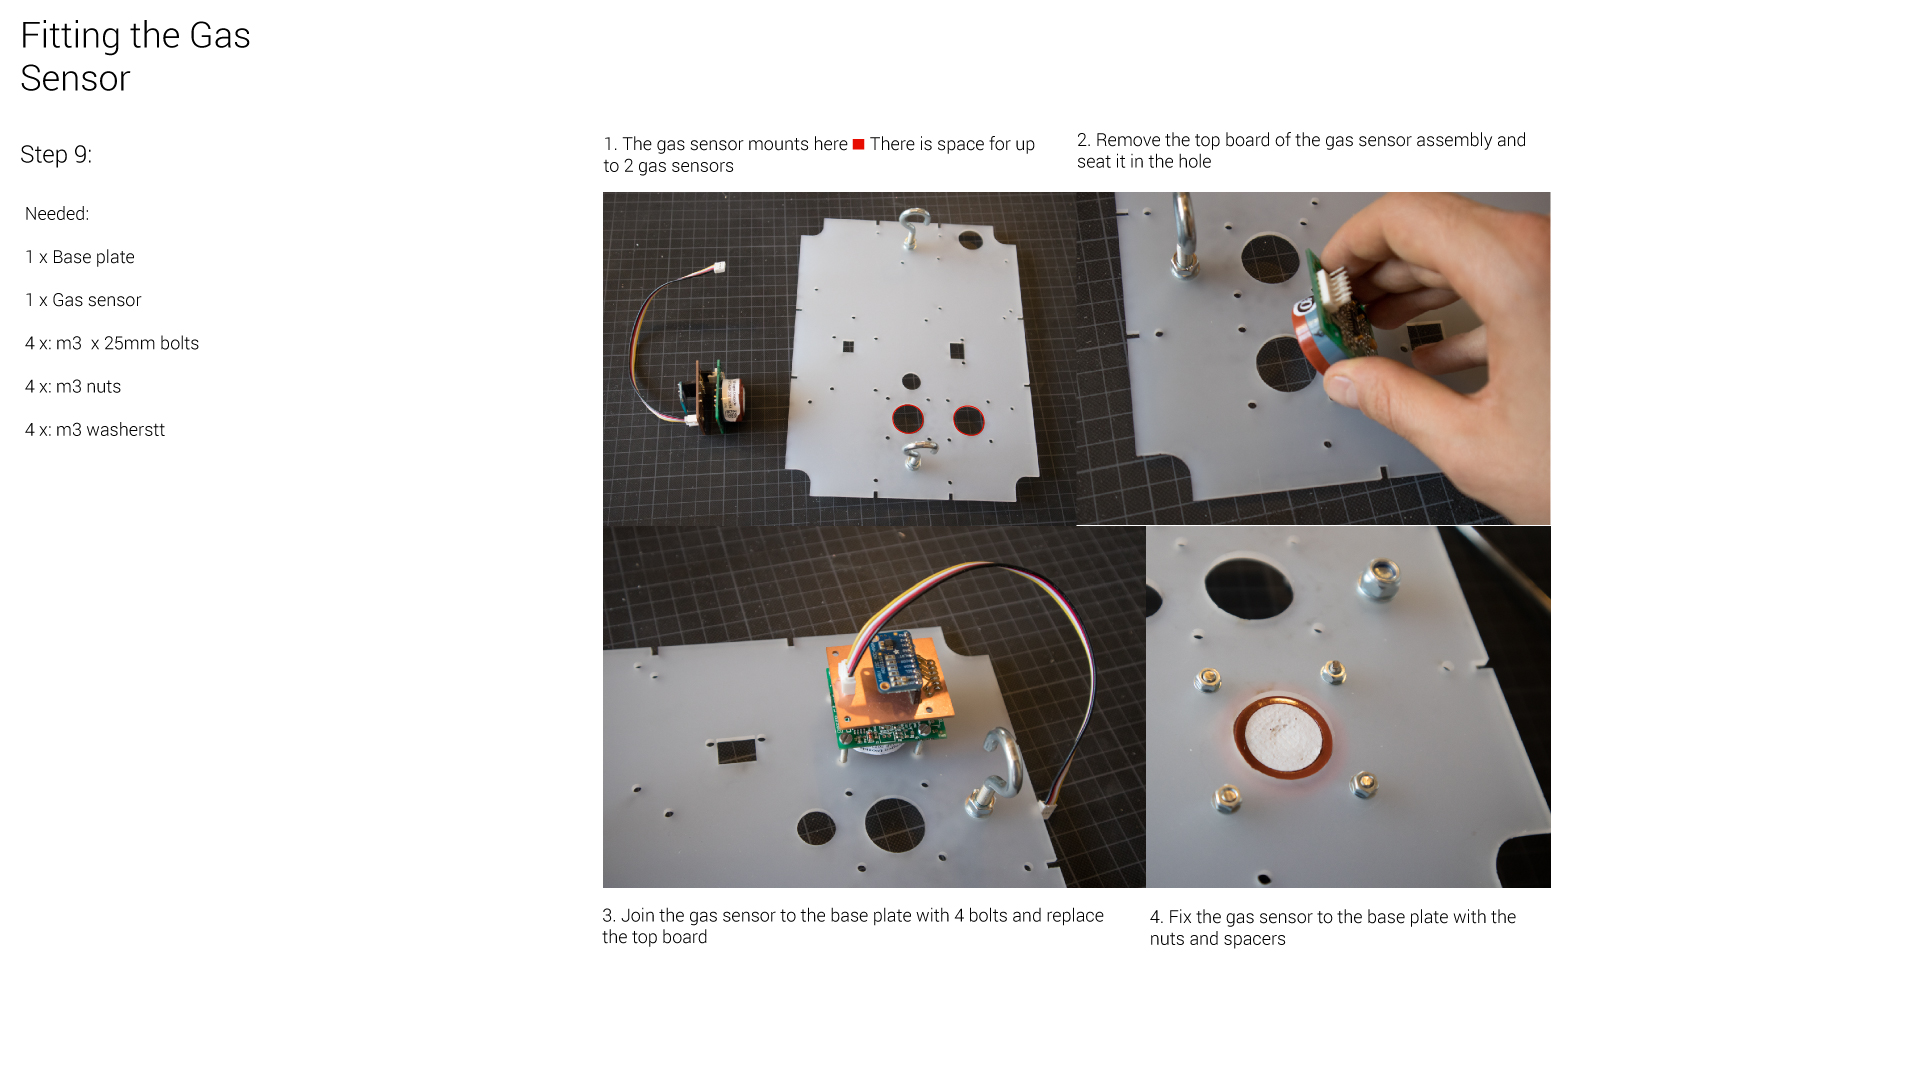 Fitting the Gas
Sensor
Step 9:
Needed:
1 x Base plate
1 x Gas sensor
4 x: m3  x 25mm bolts
4 x: m3 nuts
4 x: m3 washerstt
1. The gas sensor mounts here There is space for up
to 2 gas sensors
2. Remove the top board of the gas sensor assembly and
seat it in the hole
3. Join the gas sensor to the base plate with 4 bolts and replace
the top board
4. Fix the gas sensor to the base plate with the
nuts and spacers